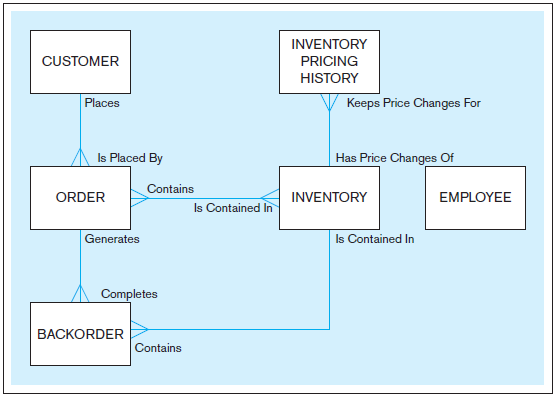 CUSTOMER
INVENTORY
PRICING
HISTORY
Places
Keeps Price Changes For
Is Placed By
Has Price Changes Of
ORDER
Contains
Is Contained In
INVENTORY
EMPLOYEE
Generates
Is Contained In
Completes
BACKORDER
Contains